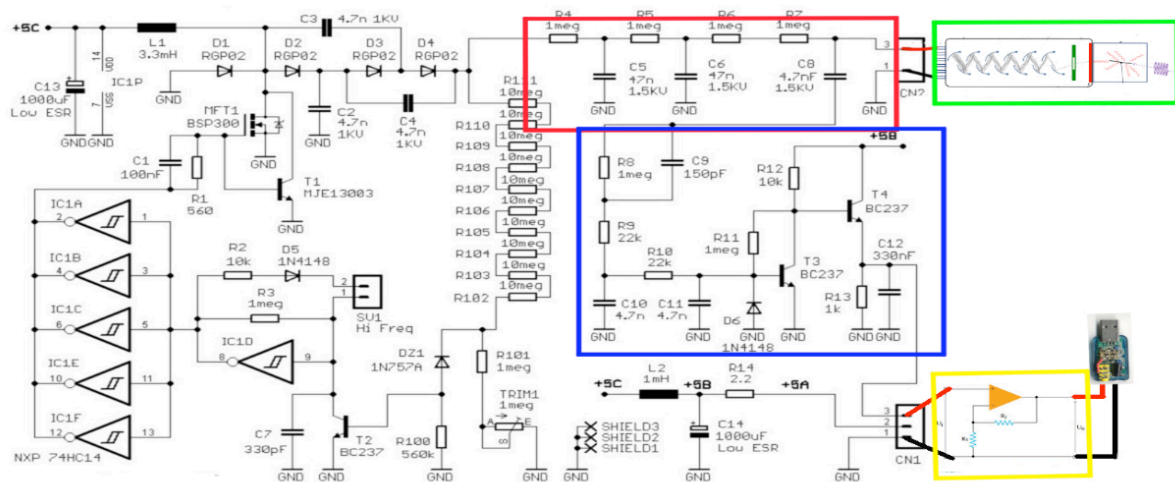 +5C
L1
3.3mH
C13
1000uF
Low ESR
GND
14
VDD
IC1P
7
VSS
GND
D1
RGP02
GND
D2
RGP02
C3
4.7n 1KV
D3
RGP02
D4
RGP02
MFT1
BSP300
GND
C2
4.7n
1KV
GND
C4
4.7n
1KV
C1
100nF
R1
560
T1
MJE13003
GND
R4
1meg
R5
1meg
R6
1meg
R7
1meg
C5
47n
1.5KV
GND
C6
47n
1.5KV
GND
C8
4.7nF
1.5KV
3
1
CN?
GND
R111
10meg
R110
10meg
R109
10meg
R108
10meg
R107
10meg
R106
10meg
R105
10meg
R104
10meg
R103
10meg
R102
+5B
R8
1meg
C9
150pF
R12
10k
T4
BC237
R9
22k
R11
1meg
C12
330nF
R10
22k
T3
BC237
R13
1k
C10
4.7n
C11
4.7n
D6
1N4148
GND
GND
GND
GND
GND
GND
IC1A
2
1
IC1B
4
3
IC1C
6
5
IC1E
10
11
IC1F
12
13
NXP 74HC14
R2
10k
D5
1N4148
2
1
SV1
Hi Freq
R3
1meg
IC1D
8
9
C7
330pF
GND
T2
BC237
GND
DZ1
1N757A
R100
560k
GND
R101
1meg
TRIM1
1meg
A
E
S
GND
+5C
L2
1mH
+5B
R14
2.2
+5A
SHIELD3
SHIELD2
SHIELD1
GND
C14
1000uF
Low ESR
GND
3
2
1
CN1
GND